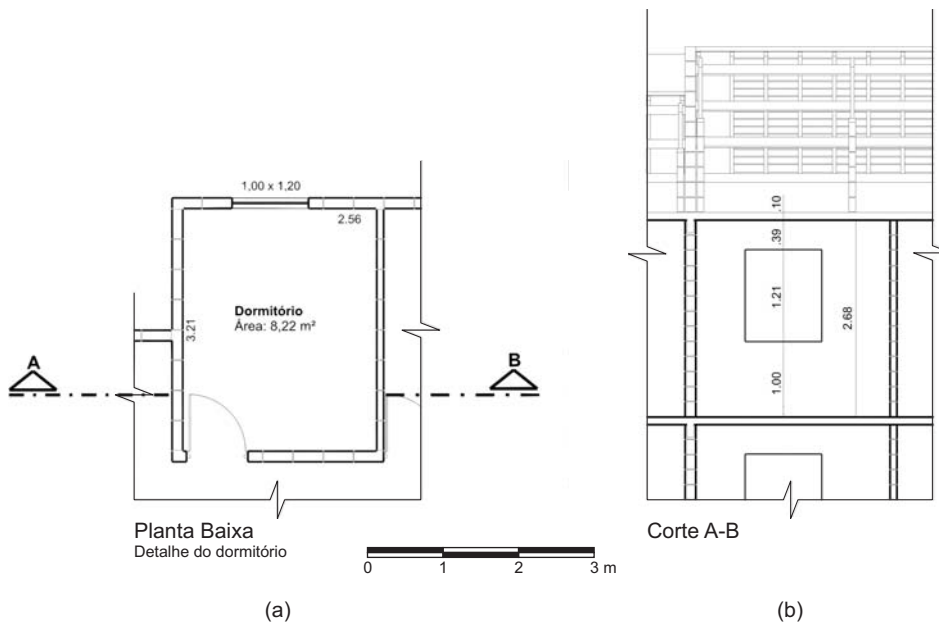 1,00 x 1,20
2.56
Dormitório
Área: 8,22 m²
3.21
A
B
Planta Baixa
Detalhe do dormitório
0 1 2 3 m
(a)
.10
.39
1.21
2.68
1.00
Corte A-B
(b)